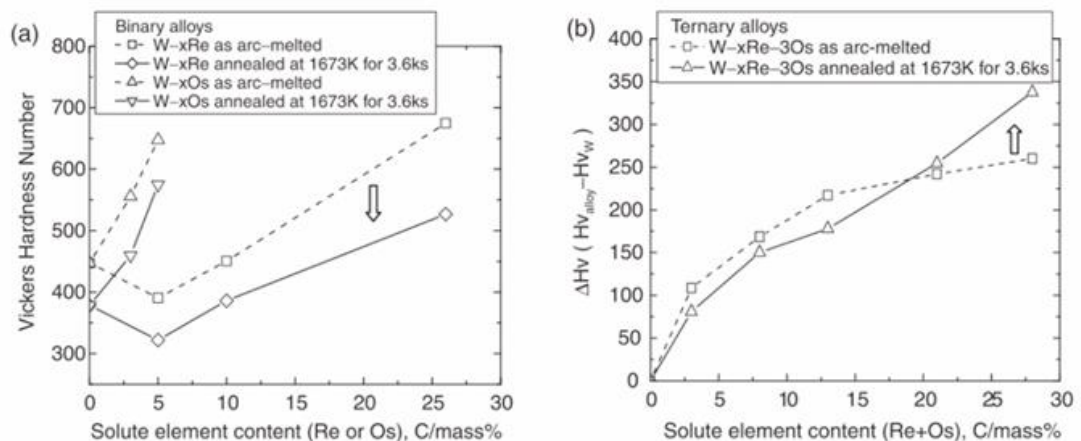 (a)
Binary alloys
W–xRe as arc–melted
W–xRe annealed at 1673K for 3.6ks
W–xOs as arc–melted
W–xOs annealed at 1673K for 3.6ks
800
700
600
500
400
300
Vickers Hardness Number
0 5 10 15 20 25 30
Solute element content (Re or Os), C/mass%
(b)
Ternary alloys
W–xRe–3Os as arc-melted
W–xRe–3Os annealed at 1673K for 3.6ks
400
350
300
250
200
150
100
50
0
ΔHv ( Hvalloy–Hvw )
0 5 10 15 20 25 30
Solute element content (Re+Os), C/mass%